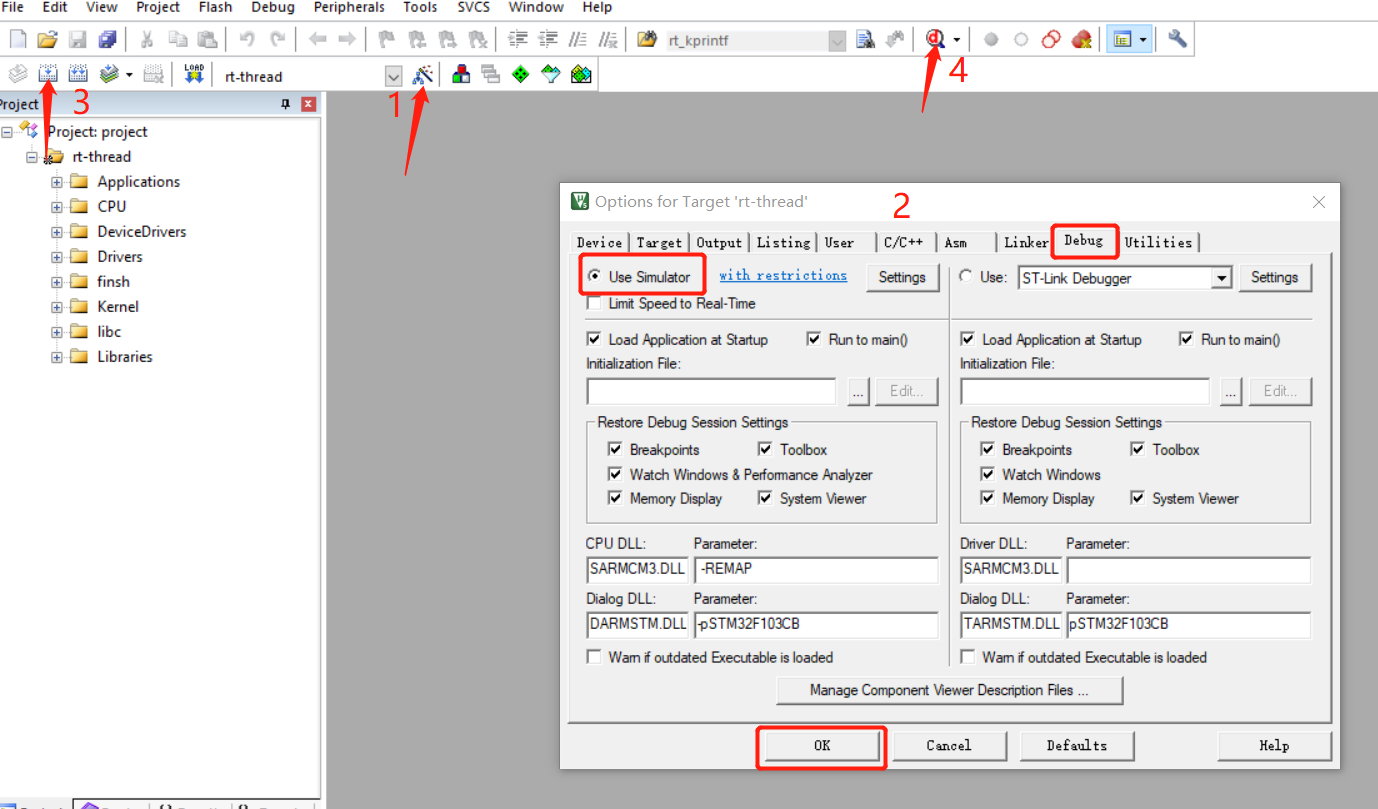 File Edit View Project Flash Debug Peripherals Tools SVCS Window Help
rt_kprintf
4
LOAD
rt-thread
3
1
Project
Project: project
rt-thread
Applications
CPU
DeviceDrivers
Drivers
finsh
Kernel
libc
Libraries
Options for Target 'rt-thread'
2
Device Target Output Listing User C/C++ Asm Linker Debug Utilities
Use Simulator with restrictions Settings Use: ST-Link Debugger Settings
Limit Speed to Real-Time
Load Application at Startup Run to main() Load Application at Startup Run to main()
Initialization File: Initialization File:
... Edit... ... Edit...
Restore Debug Session Settings Restore Debug Session Settings
Breakpoints Toolbox Breakpoints Toolbox
Watch Windows & Performance Analyzer Watch Windows
Memory Display System Viewer Memory Display System Viewer
CPU DLL: Parameter: Driver DLL: Parameter:
SARMCM3.DLL -REMAP SARMCM3.DLL
Dialog DLL: Parameter: Dialog DLL: Parameter:
DARMSTM.DLL -pSTM32F103CB TARMSTM.DLL pSTM32F103CB
Warn if outdated Executable is loaded Warn if outdated Executable is loaded
Manage Component Viewer Description Files ...
OK Cancel Defaults Help